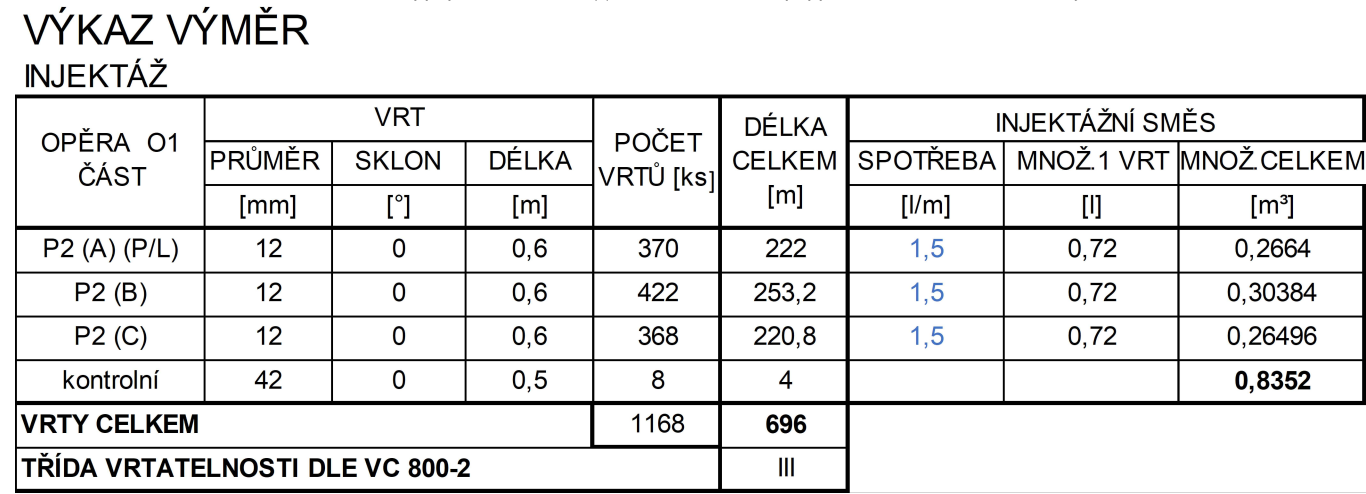 VÝKAZ VÝMĚR
INJEKTÁŽ
OPĚRA O1 ČÁST VRT POČET VRTŮ [ks] DÉLKA CELKEM [m] INJEKTÁŽNÍ SMĚS
PRŮMĚR SKLON DÉLKA SPOTŘEBA MNOŽ.1 VRT MNOŽ.CELKEM
[mm] [°] [m] [l/m] [l] [m³]
P2 (A) (P/L) 12 0 0,6 370 222 1,5 0,72 0,2664
P2 (B) 12 0 0,6 422 253,2 1,5 0,72 0,30384
P2 (C) 12 0 0,6 368 220,8 1,5 0,72 0,26496
kontrolní 42 0 0,5 8 4 0,8352
VRTY CELKEM 1168 696
TŘÍDA VRTATELNOSTI DLE VC 800-2 III